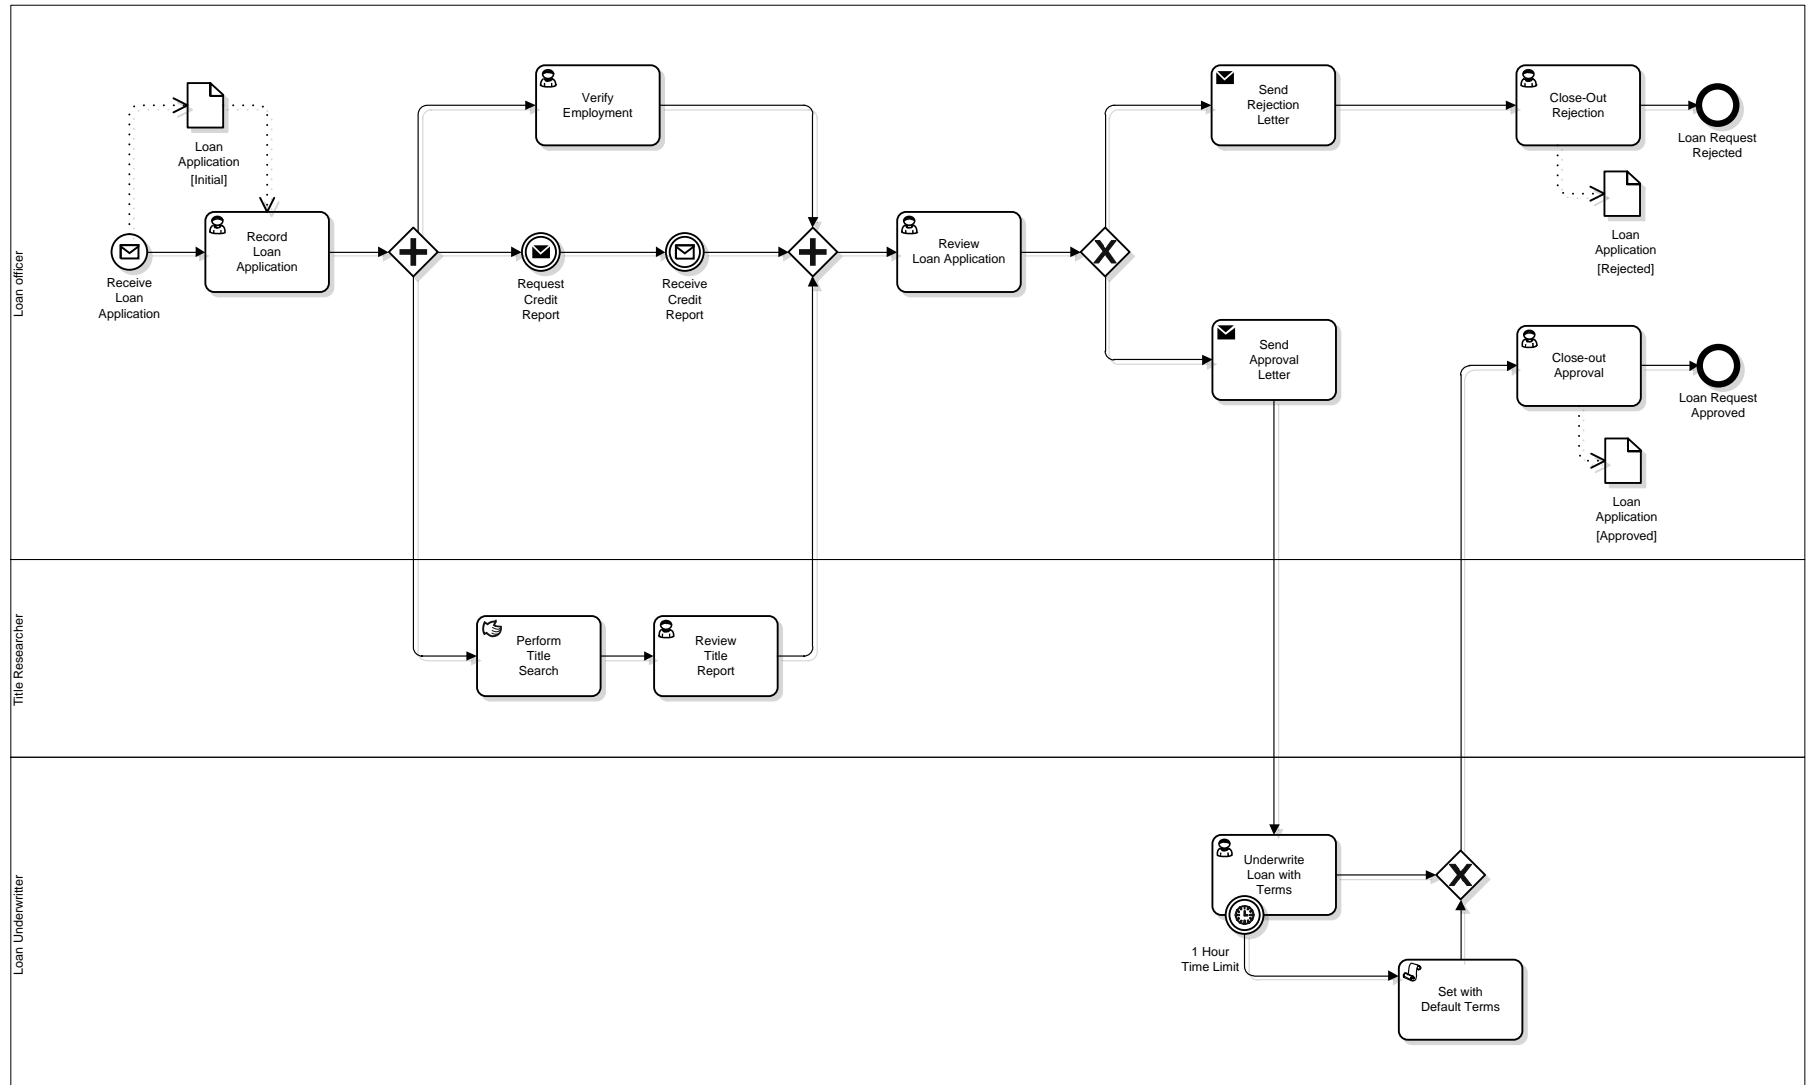 Loan officer
Receive
Loan
Application
Loan
Application
[Initial]
Record
Loan
Application
Verify
Employment
Request
Credit
Report
Receive
Credit
Report
Review
Loan Application
Send
Rejection
Letter
Close-Out
Rejection
Loan Request
Rejected
Loan
Application
[Rejected]
Send
Approval
Letter
Close-out
Approval
Loan Request
Approved
Loan
Application
[Approved]
Title Researcher
Perform
Title
Search
Review
Title
Report
Loan Underwritter
Underwrite
Loan with
Terms
1 Hour
Time Limit
Set with
Default Terms